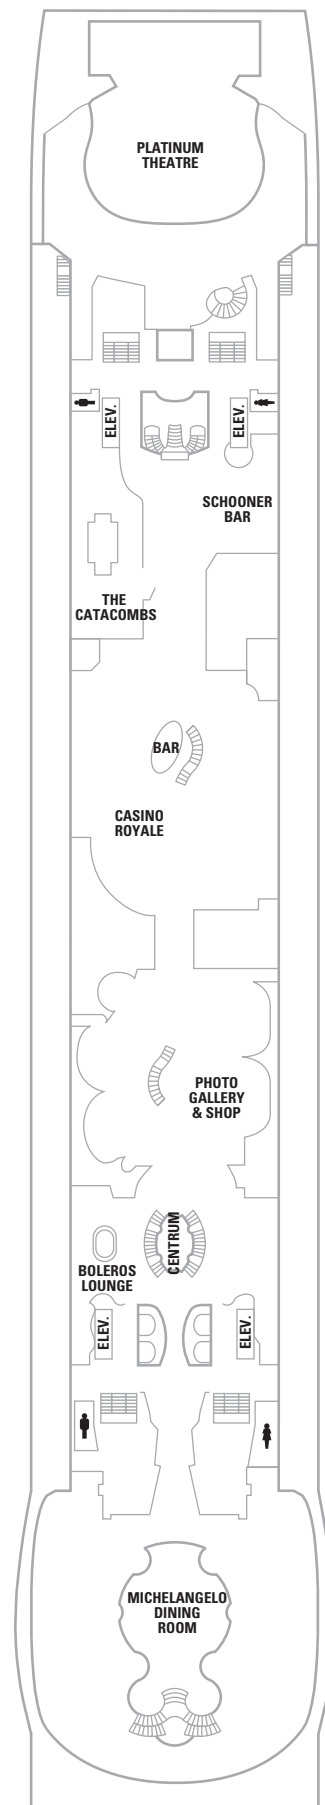 PLATINUM
THEATRE
ELEV.
ELEV.
SCHOONER
BAR
THE
CATACOMBS
BAR
CASINO
ROYALE
PHOTO
GALLERY
& SHOP
CENTRUM
BOLEROS
LOUNGE
ELEV.
ELEV.
MICHELANGELO
DINING
ROOM